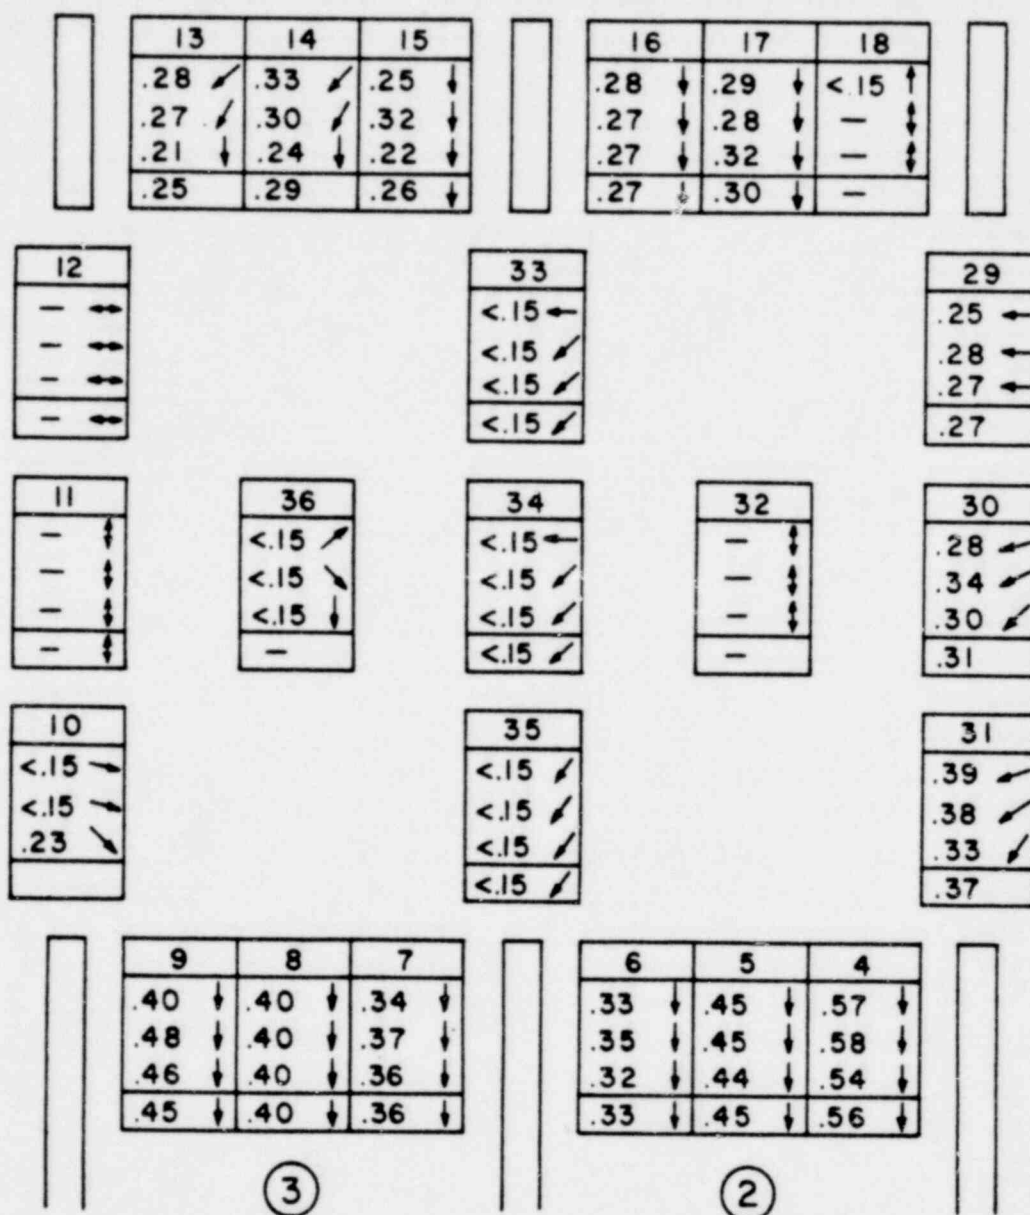 13 14 15
.28 .33 .25
.27 .30 .32
.21 .24 .22
.25 .29 .26
16 17 18
.28 .29 <.15
.27 .28 –
.27 .32 –
.27 .30 –
12
–
–
–
–
33
<.15
<.15
<.15
<.15
29
.25
.28
.27
.27
11
–
–
–
–
36
<.15
<.15
<.15
–
34
<.15
<.15
<.15
<.15
32
–
–
–
–
30
.28
.34
.30
.31
10
<.15
<.15
.23
35
<.15
<.15
<.15
<.15
31
.39
.38
.33
.37
9 8 7
.40 .40 .34
.48 .40 .37
.46 .40 .36
.45 .40 .36
6 5 4
.33 .45 .57
.35 .45 .58
.32 .44 .54
.33 .45 .56
3
2